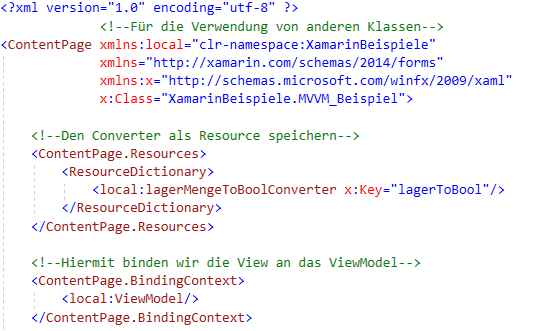 <?xml version="1.0" encoding="utf-8" ?>
<!--Für die Verwendung von anderen Klassen-->
<ContentPage xmlns:local="clr-namespace:XamarinBeispiele"
xmlns="http://xamarin.com/schemas/2014/forms"
xmlns:x="http://schemas.microsoft.com/winfx/2009/xaml"
x:Class="XamarinBeispiele.MVVM_Beispiel">
<!--Den Converter als Resource speichern-->
<ContentPage.Resources>
<ResourceDictionary>
<local:lagerMengeToBoolConverter x:Key="lagerToBool"/>
</ResourceDictionary>
</ContentPage.Resources>
<!--Hiermit binden wir die View an das ViewModel-->
<ContentPage.BindingContext>
<local:ViewModel/>
</ContentPage.BindingContext>